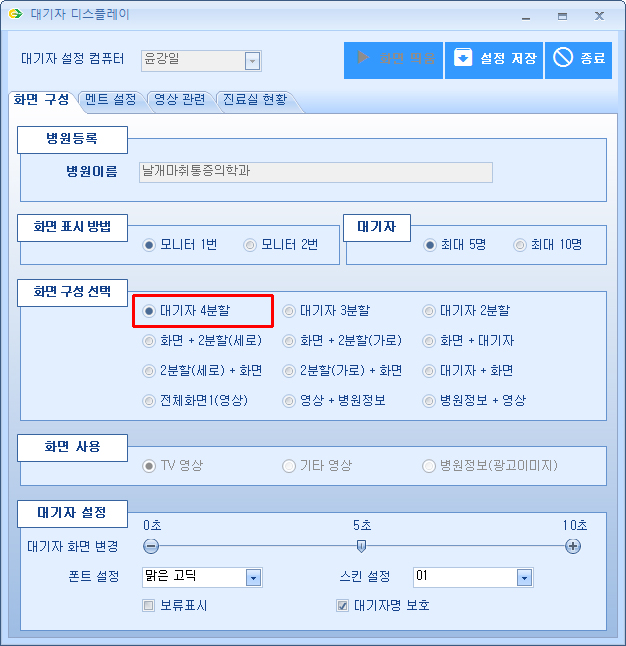 대기자 디스플레이
대기자 설정 컴퓨터 윤강일 설정 저장 종료
화면 구성 멘트 설정 영상 관련 진료실 현황
병원등록
병원이름 날개마취통증의학과
화면 표시 방법 모니터 1번 모니터 2번
대기자 최대 5명 최대 10명
화면 구성 선택
대기자 4분할 대기자 3분할 대기자 2분할
화면 + 2분할(세로) 화면 + 2분할(가로) 화면 + 대기자
2분할(세로) + 화면 2분할(가로) + 화면 대기자 + 화면
전체화면1(영상) 영상 + 병원정보 병원정보 + 영상
화면 사용
TV 영상 기타 영상 병원정보(광고이미지)
대기자 설정
0초 5초 10초
대기자 화면 변경
폰트 설정 맑은 고딕 스킨 설정 01
보류표시 대기자명 보호